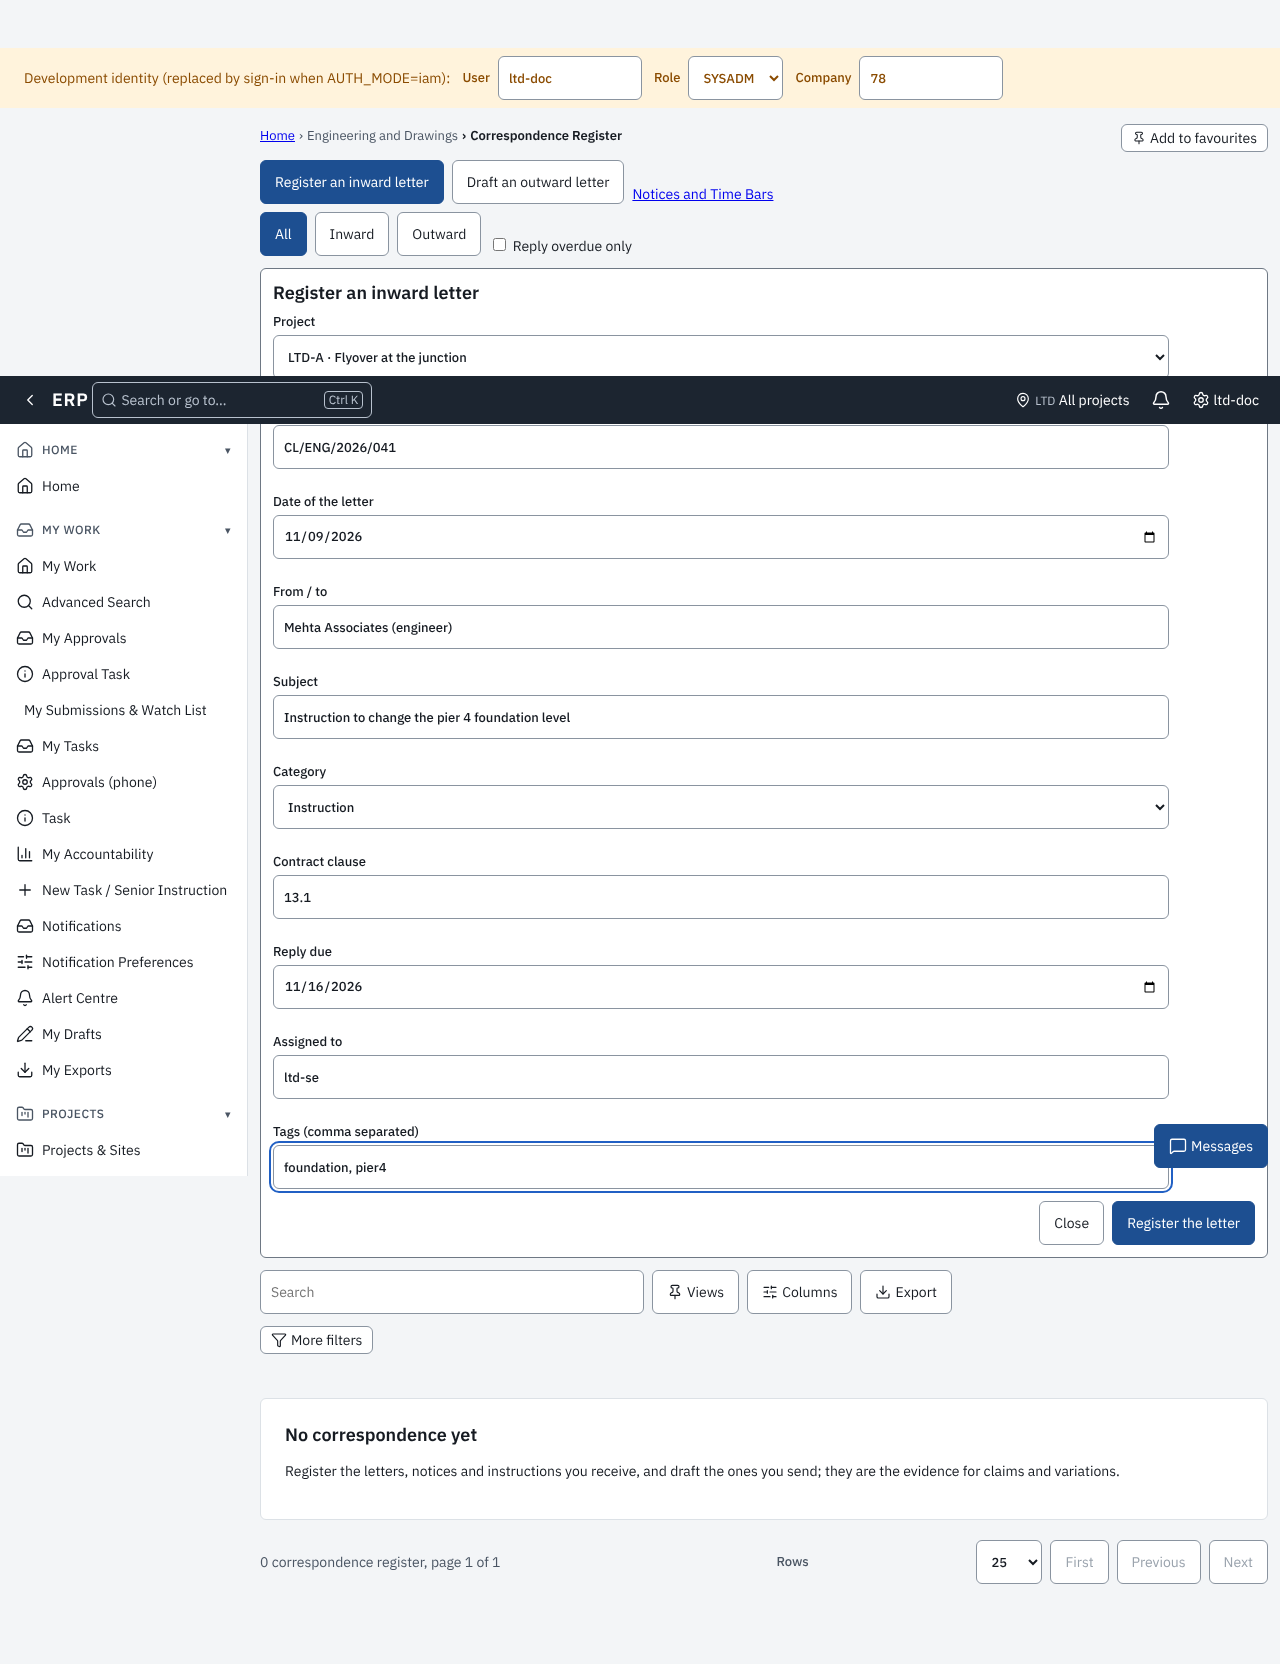 Development identity (replaced by sign-in when AUTH_MODE=iam): User ltd-doc Role SYSADM Company 78
Home › Engineering and Drawings › Correspondence Register
Add to favourites
Register an inward letter Draft an outward letter Notices and Time Bars
All Inward Outward Reply overdue only
Register an inward letter
Project
LTD-A · Flyover at the junction
ERP Search or go to... Ctrl K LTD All projects ltd-doc
HOME
Home
MY WORK
My Work
Advanced Search
My Approvals
Approval Task
My Submissions & Watch List
My Tasks
Approvals (phone)
Task
My Accountability
New Task / Senior Instruction
Notifications
Notification Preferences
Alert Centre
My Drafts
My Exports
PROJECTS
Projects & Sites
CL/ENG/2026/041
Date of the letter
11/09/2026
From / to
Mehta Associates (engineer)
Subject
Instruction to change the pier 4 foundation level
Category
Instruction
Contract clause
13.1
Reply due
11/16/2026
Assigned to
ltd-se
Tags (comma separated)
foundation, pier4
Messages
Close Register the letter
Search Views Columns Export
More filters
No correspondence yet
Register the letters, notices and instructions you receive, and draft the ones you send; they are the evidence for claims and variations.
0 correspondence register, page 1 of 1 Rows 25 First Previous Next